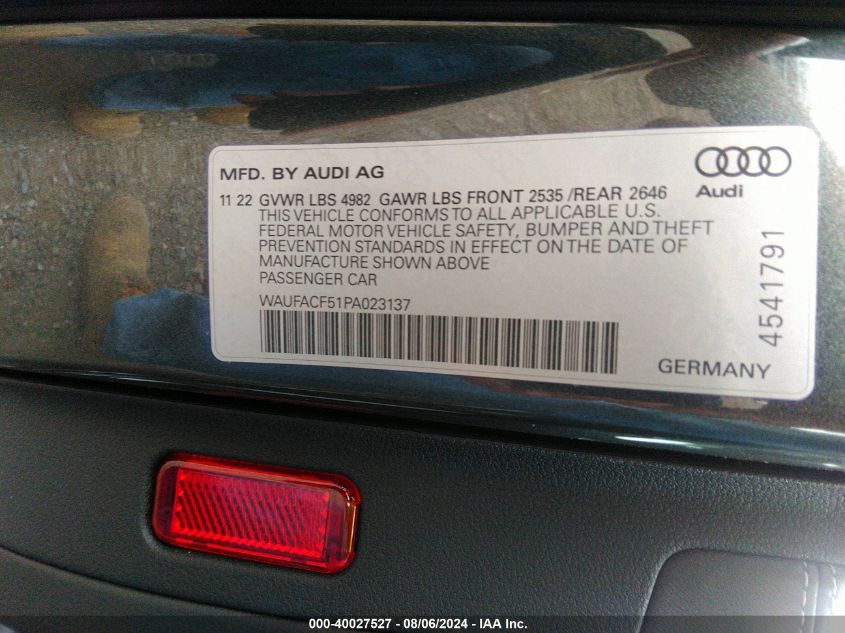 MFD. BY AUDI AG
Audi
11 22 GVWR LBS 4982 GAWR LBS FRONT 2535 /REAR 2646
THIS VEHICLE CONFORMS TO ALL APPLICABLE U.S.
FEDERAL MOTOR VEHICLE SAFETY, BUMPER AND THEFT
PREVENTION STANDARDS IN EFFECT ON THE DATE OF
MANUFACTURE SHOWN ABOVE
PASSENGER CAR
WAUFACF51PA023137
4541791
GERMANY
000-40027527 - 08/06/2024 - IAA Inc.